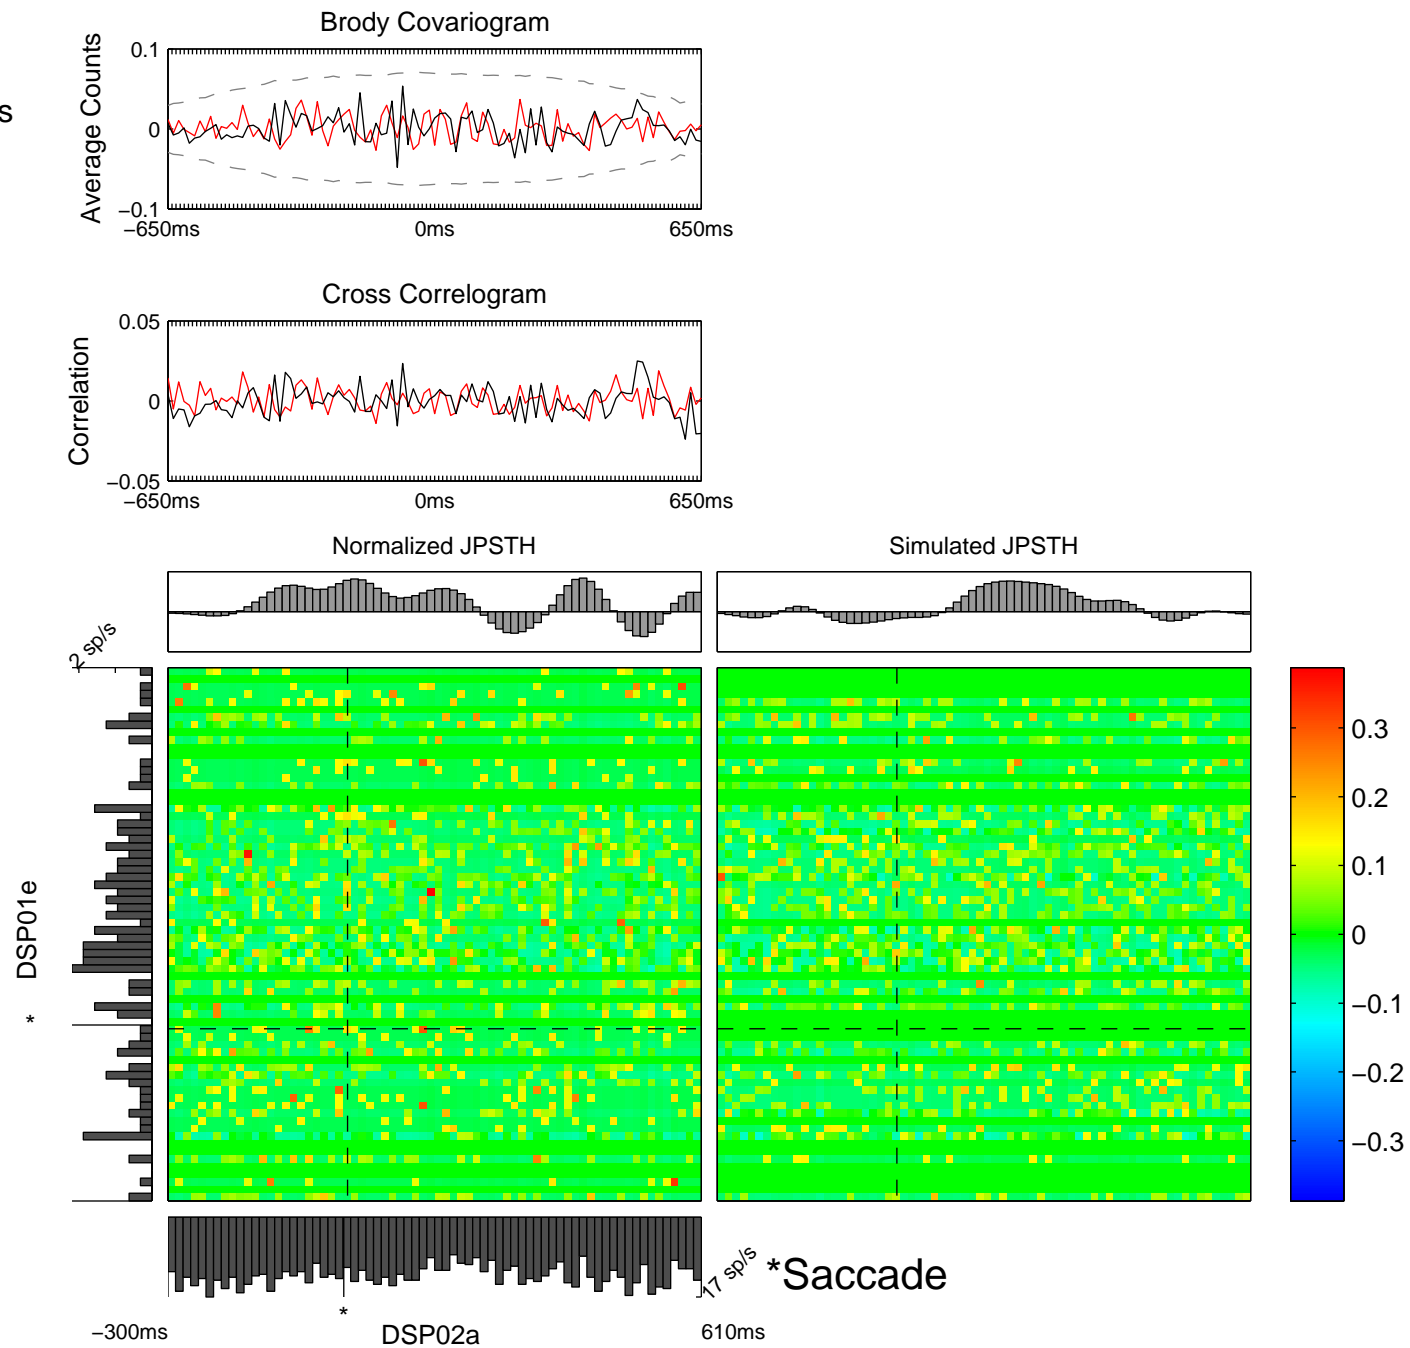 Brody Covariogram
s
Average Counts
0.1
0
−0.1
−650ms
0ms
650ms
Cross Correlogram
Correlation
0.05
0
−0.05
−650ms
0ms
650ms
Normalized JPSTH
Simulated JPSTH
2 sp/s
* DSP01e
0.3
0.2
0.1
0
−0.1
−0.2
−0.3
17 sp/s
*Saccade
*
−300ms
DSP02a
610ms